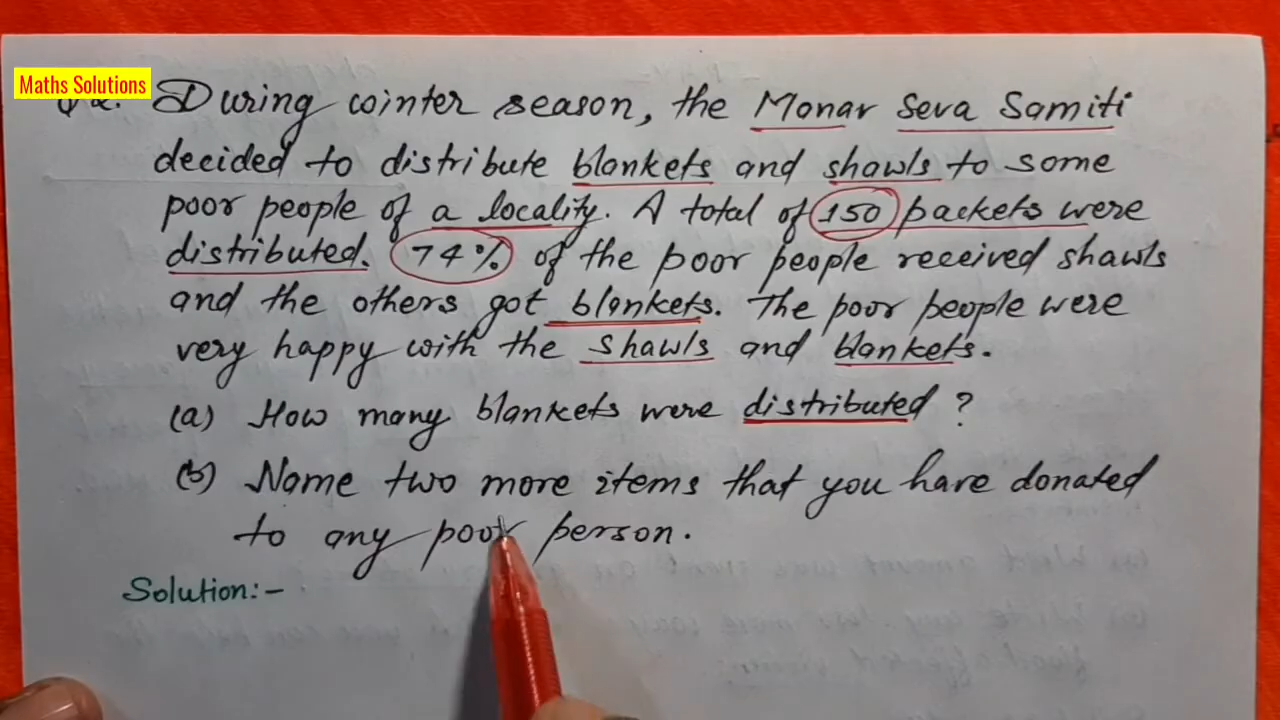 Maths Solutions
Q 2. During winter season, the Manar Seva Samiti
decided to distribute blankets and shawls to some
poor people of a locality. A total of 150 packets were
distributed. 74% of the poor people received shawls
and the others got blankets. The poor people were
very happy with the shawls and blankets.
(a) How many blankets were distributed ?
(b) Name two more items that you have donated
to any poor person.
Solution:-